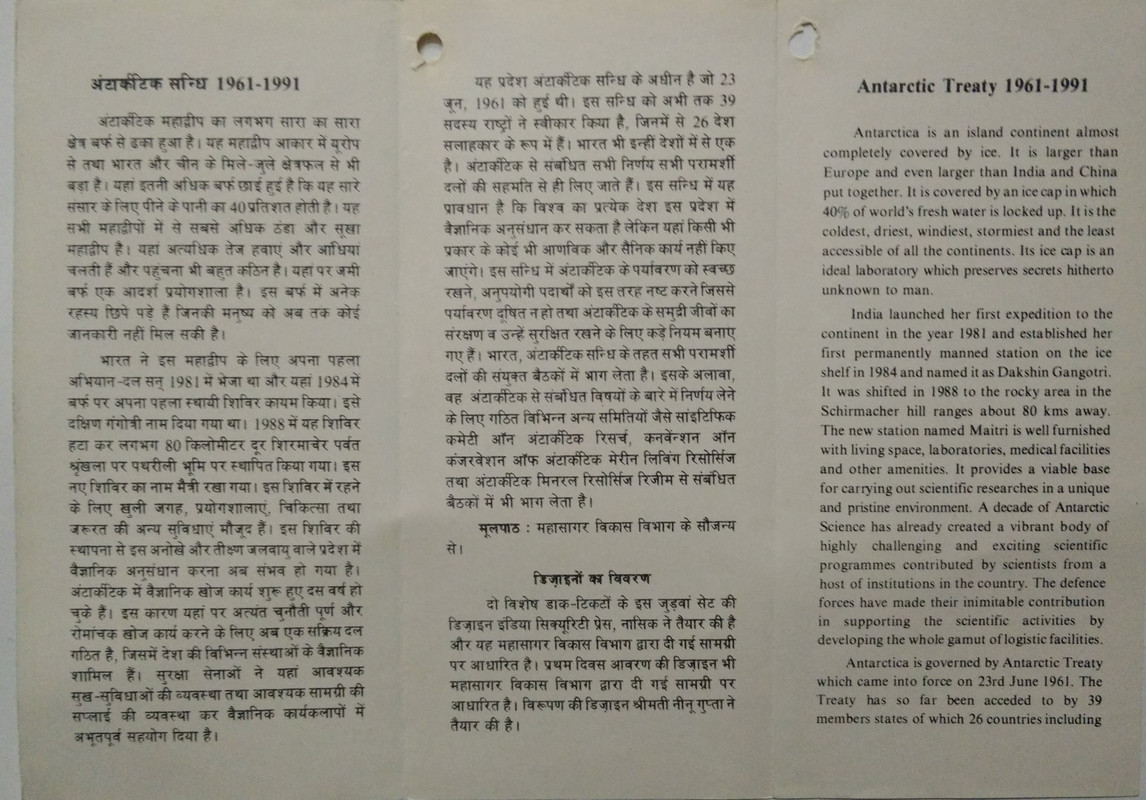 अंटार्कटिक सन्धि 1961-1991
अंटार्कटिक महाद्वीप का लगभग सारा का सारा
क्षेत्र बर्फ से ढका हुआ है। यह महाद्वीप आकार में यूरोप
से तथा भारत और चीन के मिले-जुले क्षेत्रफल से भी
बड़ा है। यहां इतनी अधिक बर्फ छाई हुई है कि यह सारे
संसार के लिए पीने के पानी का 40 प्रतिशत होती है। यह
सभी महाद्वीपों में से सबसे अधिक ठंडा और सूखा
महाद्वीप है। यहां अत्यधिक तेज हवाएं और आंधियां
चलती हैं और पहुंचना भी बहुत कठिन है। यहां पर जमी
बर्फ एक आदर्श प्रयोगशाला है। इस बर्फ में अनेक
रहस्य छिपे पड़े हैं जिनकी मनुष्य को अब तक कोई
जानकारी नहीं मिल सकी है।
भारत ने इस महाद्वीप के लिए अपना पहला
अभियान-दल सन् 1981 में भेजा था और यहां 1984 में
बर्फ पर अपना पहला स्थायी शिविर कायम किया। इसे
दक्षिण गंगोत्री नाम दिया गया था। 1988 में यह शिविर
हटा कर लगभग 80 किलोमीटर दूर शिरमाचेर पर्वत
श्रृंखला पर पथरीली भूमि पर स्थापित किया गया। इस
नए शिविर का नाम मैत्री रखा गया। इस शिविर में रहने
के लिए खुली जगह, प्रयोगशालाएं, चिकित्सा तथा
जरूरत की अन्य सुविधाएं मौजूद हैं। इस शिविर की
स्थापना से इस अनोखे और तीक्ष्ण जलवायु वाले प्रदेश में
वैज्ञानिक अनुसंधान करना अब संभव हो गया है।
अंटार्कटिक में वैज्ञानिक खोज कार्य शुरू हुए दस वर्ष हो
चुके हैं। इस कारण यहां पर अत्यंत चुनौती पूर्ण और
रोमांचक खोज कार्य करने के लिए अब एक सक्रिय दल
गठित है, जिसमें देश की विभिन्न संस्थाओं के वैज्ञानिक
शामिल हैं। सुरक्षा सेनाओं ने यहां आवश्यक
सुख-सुविधाओं की व्यवस्था तथा आवश्यक सामग्री की
सप्लाई की व्यवस्था कर वैज्ञानिक कार्यकलापों में
अभूतपूर्व सहयोग दिया है।
यह प्रदेश अंटार्कटिक सन्धि के अधीन है जो 23
जून, 1961 को हुई थी। इस सन्धि को अभी तक 39
सदस्य राष्ट्रों ने स्वीकार किया है, जिनमें से 26 देश
सलाहकार के रूप में हैं। भारत भी इन्हीं देशों में से एक
है। अंटार्कटिक से संबंधित सभी निर्णय सभी परामर्शी
दलों की सहमति से ही लिए जाते हैं। इस सन्धि में यह
प्रावधान है कि विश्व का प्रत्येक देश इस प्रदेश में
वैज्ञानिक अनुसंधान कर सकता है लेकिन यहां किसी भी
प्रकार के कोई भी आणविक और सैनिक कार्य नहीं किए
जाएंगे। इस सन्धि में अंटार्कटिक के पर्यावरण को स्वच्छ
रखने, अनुपयोगी पदार्थों को इस तरह नष्ट करने जिससे
पर्यावरण दूषित न हो तथा अंटार्कटिक के समुद्री जीवों का
संरक्षण व उन्हें सुरक्षित रखने के लिए कड़े नियम बनाए
गए हैं। भारत, अंटार्कटिक सन्धि के तहत सभी परामर्शी
दलों की संयुक्त बैठकों में भाग लेता है। इसके अलावा,
वह अंटार्कटिक से संबंधित विषयों के बारे में निर्णय लेने
के लिए गठित विभिन्न अन्य समितियों जैसे साइंटिफिक
कमेटी ऑन अंटार्कटिक रिसर्च, कनवेंन्शन ऑन
कंजरवेशन ऑफ अंटार्कटिक मेरीन लिविंग रिसोर्सिज
तथा अंटार्कटिक मिनरल रिसोर्सिज रिजीम से संबंधित
बैठकों में भी भाग लेता है।
मूलपाठ : महासागर विकास विभाग के सौजन्य
से।
डिज़ाइनों का विवरण
दो विशेष डाक-टिकटों के इस जुड़वां सेट की
डिज़ाइन इंडिया सिक्यूरिटी प्रेस, नासिक ने तैयार की है
और यह महासागर विकास विभाग द्वारा दी गई सामग्री
पर आधारित है। प्रथम दिवस आवरण की डिज़ाइन भी
महासागर विकास विभाग द्वारा दी गई सामग्री पर
आधारित है। विरूपण की डिज़ाइन श्रीमती नीनू गुप्ता ने
तैयार की है।
Antarctic Treaty 1961-1991
Antarctica is an island continent almost
completely covered by ice. It is larger than
Europe and even larger than India and China
put together. It is covered by an ice cap in which
40% of world's fresh water is locked up. It is the
coldest, driest, windiest, stormiest and the least
accessible of all the continents. Its ice cap is an
ideal laboratory which preserves secrets hitherto
unknown to man.
India launched her first expedition to the
continent in the year 1981 and established her
first permanently manned station on the ice
shelf in 1984 and named it as Dakshin Gangotri.
It was shifted in 1988 to the rocky area in the
Schirmacher hill ranges about 80 kms away.
The new station named Maitri is well furnished
with living space, laboratories, medical facilities
and other amenities. It provides a viable base
for carrying out scientific researches in a unique
and pristine environment. A decade of Antarctic
Science has already created a vibrant body of
highly challenging and exciting scientific
programmes contributed by scientists from a
host of institutions in the country. The defence
forces have made their inimitable contribution
in supporting the scientific activities by
developing the whole gamut of logistic facilities.
Antarctica is governed by Antarctic Treaty
which came into force on 23rd June 1961. The
Treaty has so far been acceded to by 39
members states of which 26 countries including